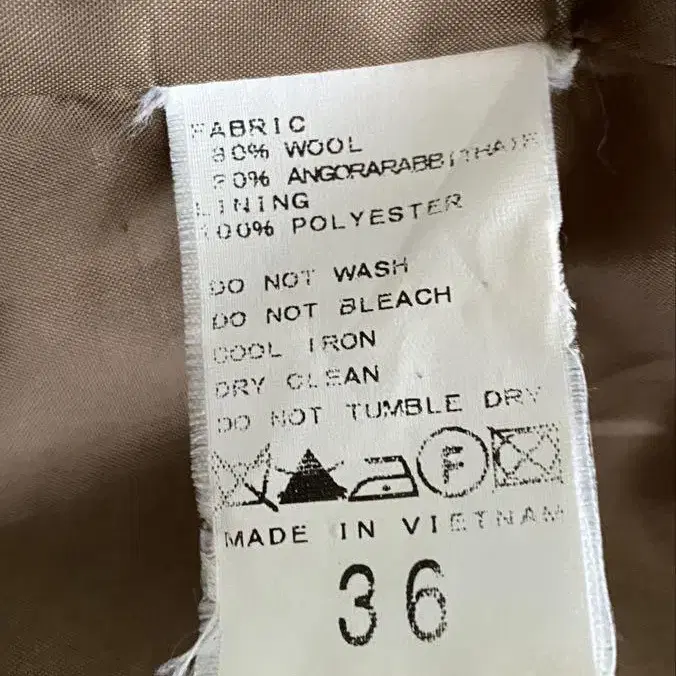 FABRIC
80% WOOL
20% ANGORARABBITHAIR
LINING
100% POLYESTER
DO NOT WASH
DO NOT BLEACH
COOL IRON
DRY CLEAN
DO NOT TUMBLE DRY
F
MADE IN VIETNAM
36